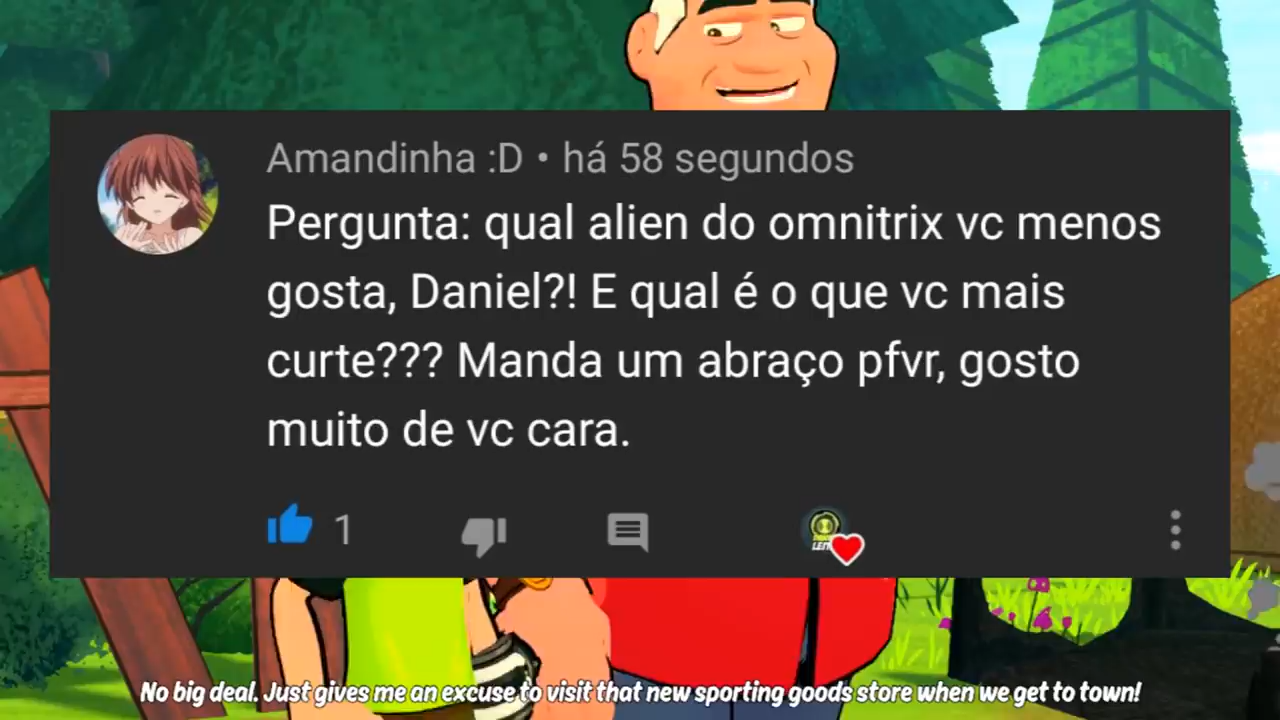 Amandinha :D • há 58 segundos
Pergunta: qual alien do omnitrix vc menos
gosta, Daniel?! E qual é o que vc mais
curte??? Manda um abraço pfvr, gosto
muito de vc cara.
1
No big deal. Just gives me an excuse to visit that new sporting goods store when we get to town!